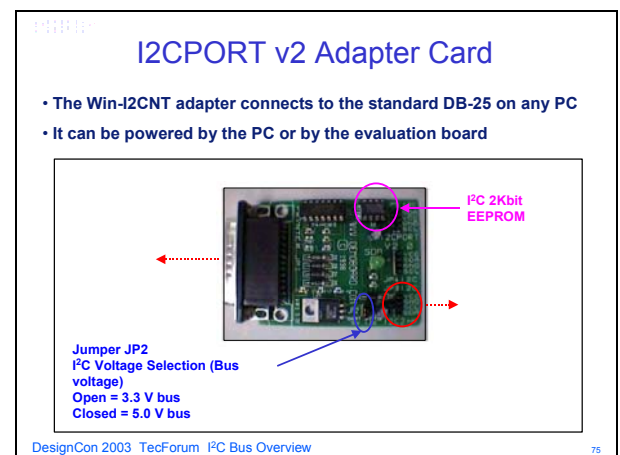 I2CPORT v2 Adapter Card
• The Win-I2CNT adapter connects to the standard DB-25 on any PC
• It can be powered by the PC or by the evaluation board
I²C 2Kbit
EEPROM
Jumper JP2
I²C Voltage Selection (Bus
voltage)
Open = 3.3 V bus
Closed = 5.0 V bus
DesignCon 2003 TecForum I²C Bus Overview
75